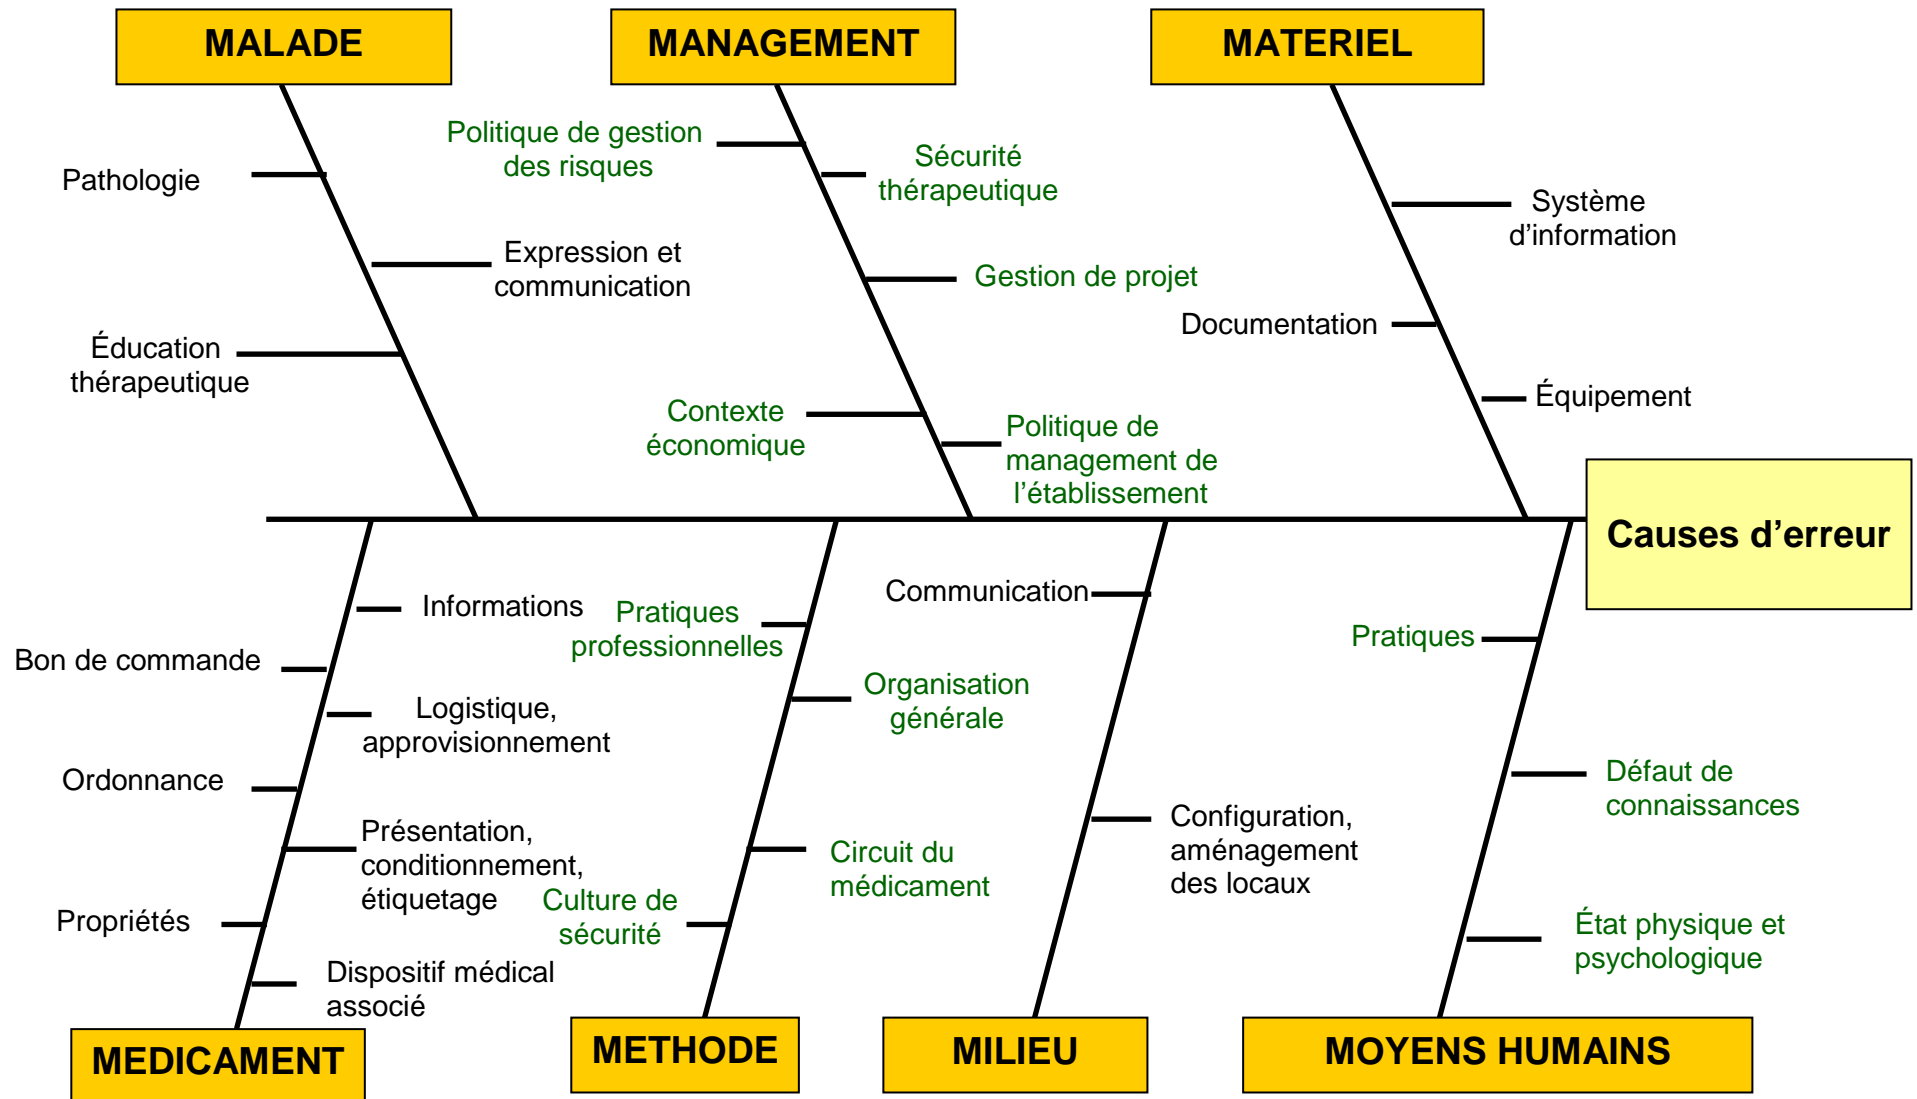 MALADE
MANAGEMENT
MATERIEL
Politique de gestion
des risques
Sécurité
thérapeutique
Pathologie
Système
d’information
Expression et
communication
Gestion de projet
Documentation
Éducation
thérapeutique
Équipement
Contexte
économique
Politique de
management de
l’établissement
Causes d’erreur
Informations
Pratiques
professionnelles
Communication
Pratiques
Bon de commande
Organisation
générale
Logistique,
approvisionnement
Ordonnance
Défaut de
connaissances
Présentation,
conditionnement,
étiquetage
Circuit du
médicament
Configuration,
aménagement
des locaux
Culture de
sécurité
Propriétés
État physique et
psychologique
Dispositif médical
associé
MEDICAMENT
METHODE
MILIEU
MOYENS HUMAINS